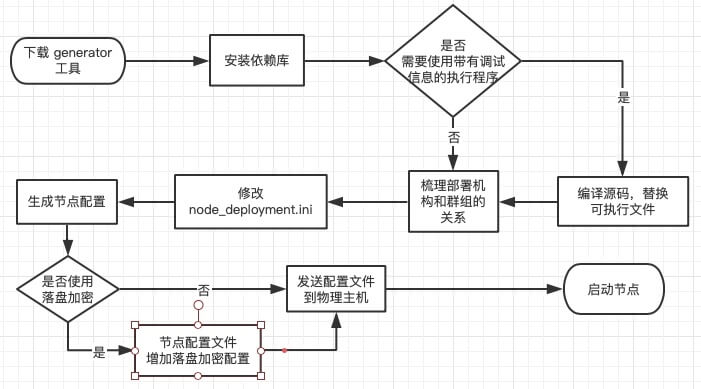 下载 generator
工具
安装依赖库
是否
需要使用带有调试
信息的执行程序
是
否
编译源码，替换
可执行文件
梳理部署机
构和群组的
关系
修改
node_deployment.ini
生成节点配置
是否使用
落盘加密
否
发送配置文件
到物理主机
启动节点
是
节点配置文件
增加落盘加密配置